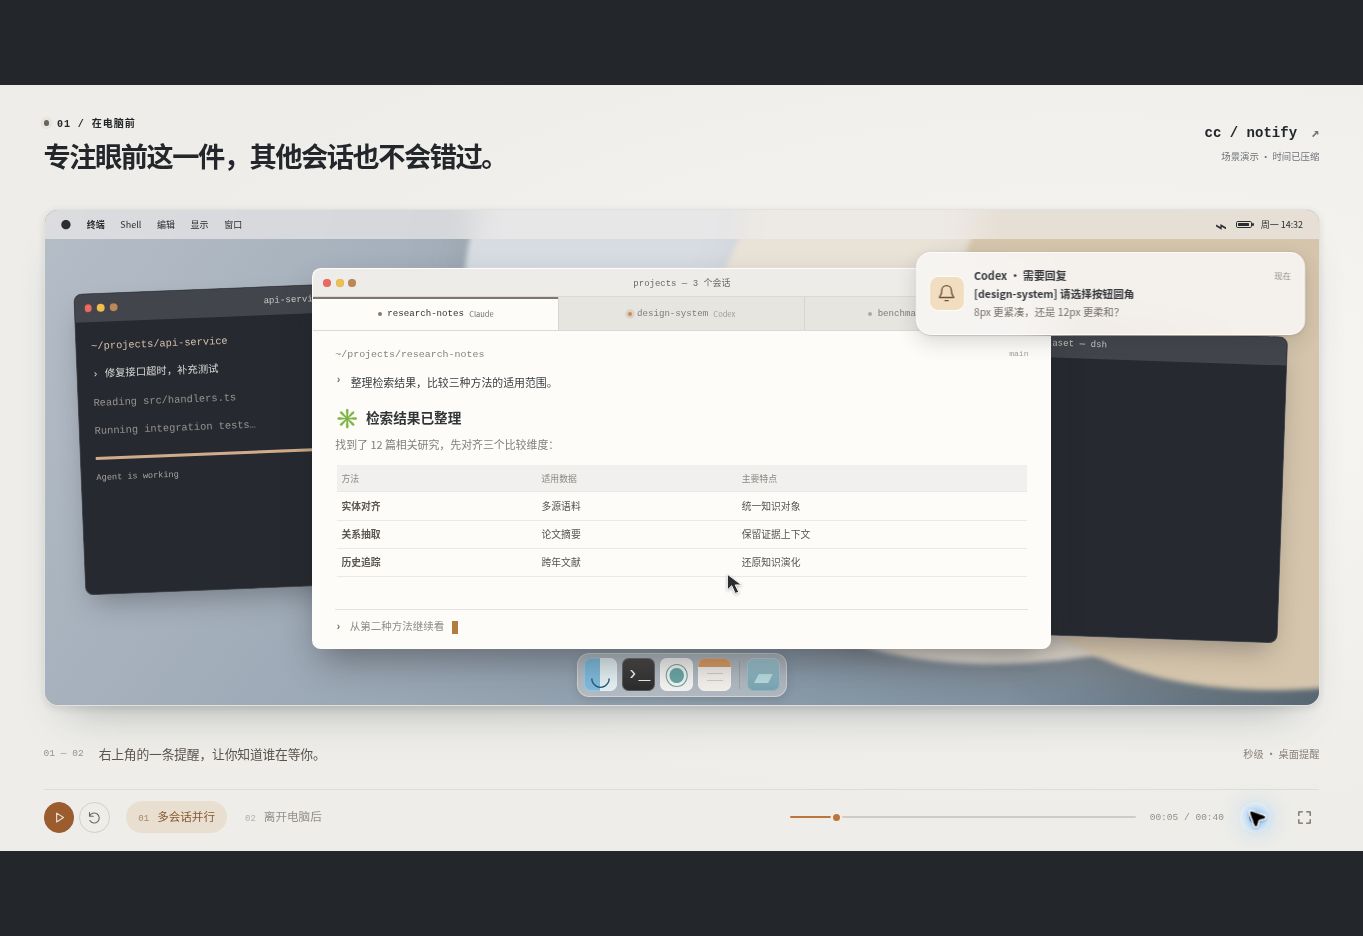 01 / 在电脑前
专注眼前这一件，其他会话也不会错过。
cc / notify ↗
场景演示 · 时间已压缩
终端 Shell 编辑 显示 窗口
周一 14:32
Codex · 需要回复 现在
[design-system] 请选择按钮圆角
8px 更紧凑，还是 12px 更柔和？
projects — 3 个会话
research-notes Claude
design-system Codex
~/projects/api-service
› 修复接口超时，补充测试
Reading src/handlers.ts
Running integration tests…
Agent is working
~/projects/research-notes main
› 整理检索结果，比较三种方法的适用范围。
✳️ 检索结果已整理
找到了 12 篇相关研究，先对齐三个比较维度：
方法 适用数据 主要特点
实体对齐 多源语料 统一知识对象
关系抽取 论文摘要 保留证据上下文
历史追踪 跨年文献 还原知识演化
› 从第二种方法继续看
— dsh
›_
01 — 02 右上角的一条提醒，让你知道谁在等你。
秒级 · 桌面提醒
01 多会话并行
02 离开电脑后
00:05 / 00:40